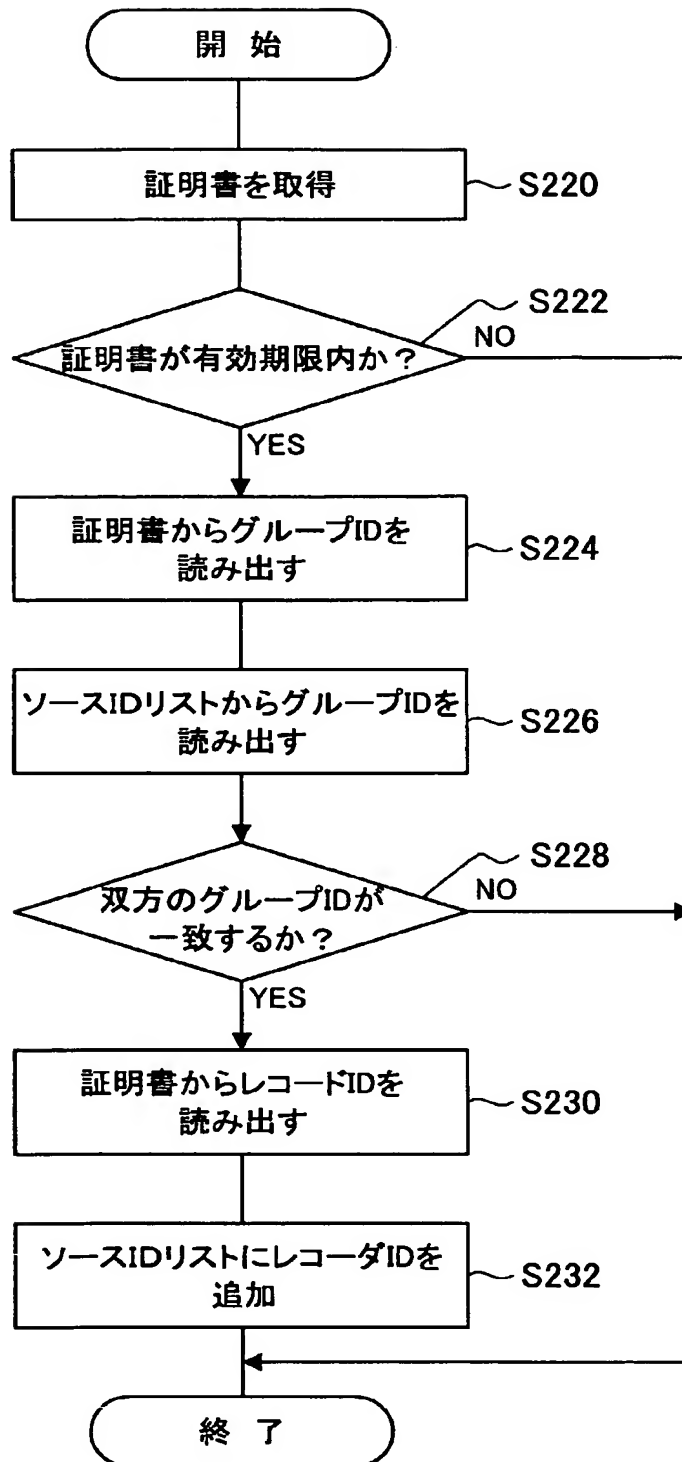 開 始
証明書を取得
S220
S222
証明書が有効期限内か？
NO
YES
証明書からグループIDを
読み出す
S224
ソースIDリストからグループIDを
読み出す
S226
S228
双方のグループIDが
一致するか？
NO
YES
証明書からレコードIDを
読み出す
S230
ソースIDリストにレコーダIDを
追加
S232
終 了